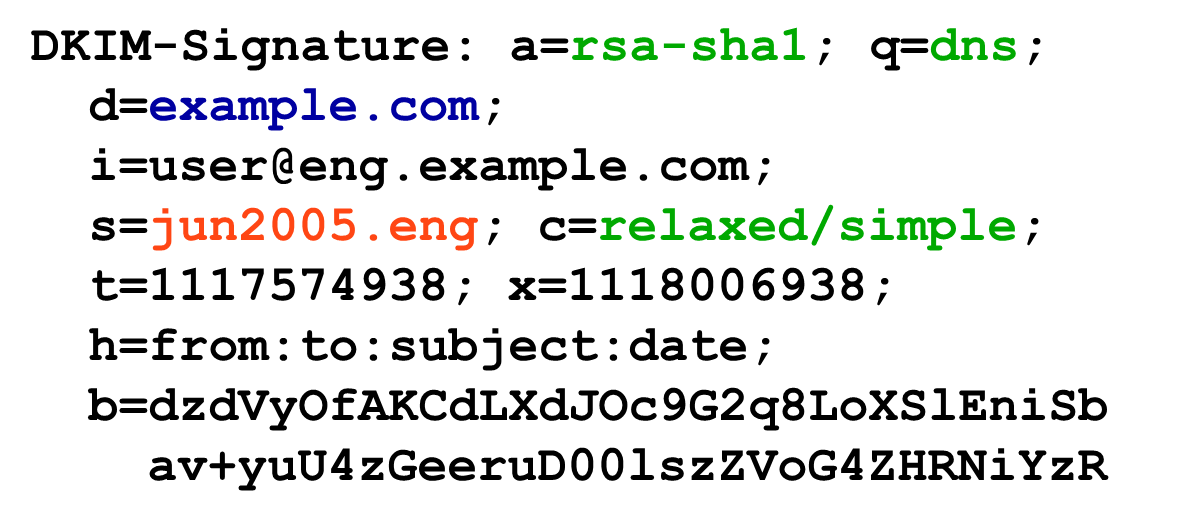 DKIM-Signature: a=rsa-sha1; q=dns;
d=example.com;
i=user@eng.example.com;
s=jun2005.eng; c=relaxed/simple;
t=1117574938; x=1118006938;
h=from:to:subject:date;
b=dzdVyOfAKCdLXdJOc9G2q8LoXSlEniSb
av+yuU4zGeeruD00lszZVoG4ZHRNiYzR